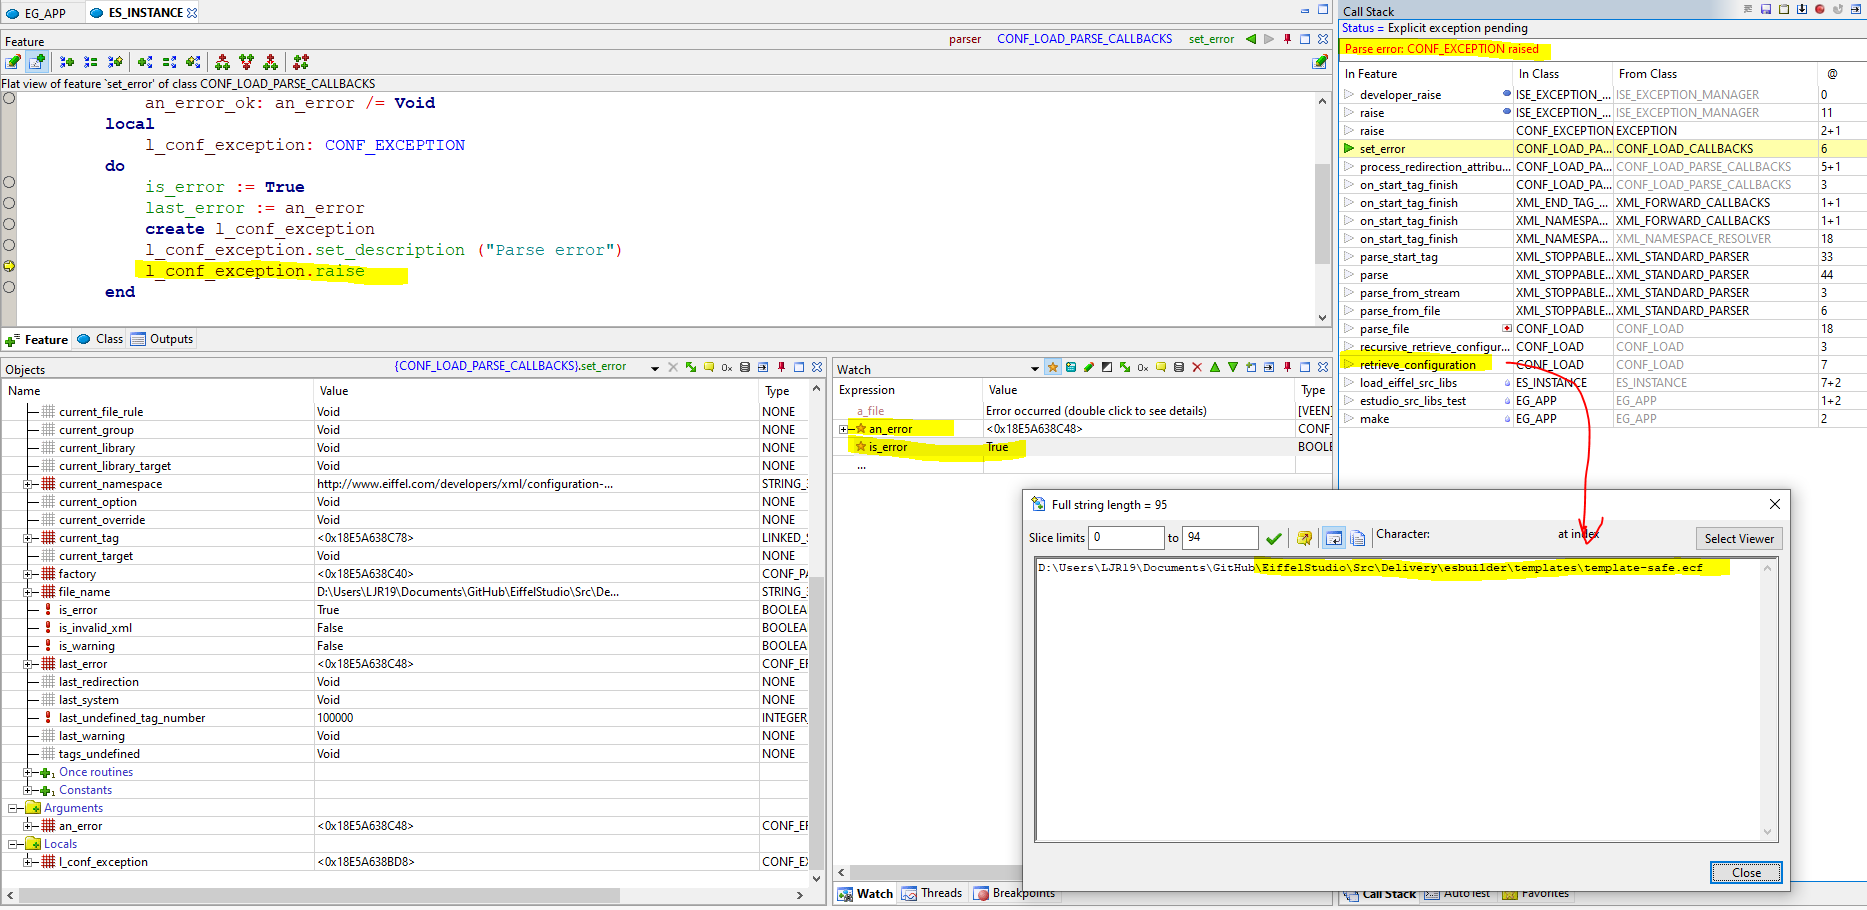 EG_APP
ES_INSTANCE
Feature
parser CONF_LOAD_PARSE_CALLBACKS set_error
Flat view of feature `set_error' of class CONF_LOAD_PARSE_CALLBACKS
an_error_ok: an_error /= Void
local
l_conf_exception: CONF_EXCEPTION
do
is_error := True
last_error := an_error
create l_conf_exception
l_conf_exception.set_description ("Parse error")
l_conf_exception.raise
end
Feature Class Outputs
Objects {CONF_LOAD_PARSE_CALLBACKS}.set_error
Name Value Type
current_file_rule Void NONE
current_group Void NONE
current_library Void NONE
current_library_target Void NONE
current_namespace http://www.eiffel.com/developers/xml/configuration-... STRING_3
current_option Void NONE
current_override Void NONE
current_tag <0x18E5A638C78> LINKED_S
current_target Void NONE
factory <0x18E5A638C40> CONF_PA
file_name D:\Users\LJR19\Documents\GitHub\EiffelStudio\Src\De... STRING_3
is_error True BOOLEA
is_invalid_xml False BOOLEA
is_warning False BOOLEA
last_error <0x18E5A638C48> CONF_EF
last_redirection Void NONE
last_system Void NONE
last_undefined_tag_number 100000 INTEGER_
last_warning Void NONE
tags_undefined Void NONE
Once routines
Constants
Arguments
an_error <0x18E5A638C48> CONF_EF
Locals
l_conf_exception <0x18E5A638BD8> CONF_EX
Watch
Expression Value Type
a_file Error occurred (double click to see details) [VEEN]
an_error <0x18E5A638C48> CONF_
is_error True BOOLE
...
Watch Threads Breakpoints
Call Stack
Status = Explicit exception pending
Parse error: CONF_EXCEPTION raised
In Feature In Class From Class @
developer_raise ISE_EXCEPTION_... ISE_EXCEPTION_MANAGER 0
raise ISE_EXCEPTION_... ISE_EXCEPTION_MANAGER 11
raise CONF_EXCEPTION EXCEPTION 2+1
set_error CONF_LOAD_PA... CONF_LOAD_CALLBACKS 6
process_redirection_attribu... CONF_LOAD_PA... CONF_LOAD_PARSE_CALLBACKS 5+1
on_start_tag_finish CONF_LOAD_PA... CONF_LOAD_PARSE_CALLBACKS 3
on_start_tag_finish XML_END_TAG_... XML_FORWARD_CALLBACKS 1+1
on_start_tag_finish XML_NAMESPA... XML_FORWARD_CALLBACKS 1+1
on_start_tag_finish XML_NAMESPA... XML_NAMESPACE_RESOLVER 18
parse_start_tag XML_STOPPABLE... XML_STANDARD_PARSER 33
parse XML_STOPPABLE... XML_STANDARD_PARSER 44
parse_from_stream XML_STOPPABLE... XML_STANDARD_PARSER 3
parse_from_file XML_STOPPABLE... XML_STANDARD_PARSER 6
parse_file CONF_LOAD CONF_LOAD 18
recursive_retrieve_configur... CONF_LOAD CONF_LOAD 3
retrieve_configuration CONF_LOAD CONF_LOAD 7
load_eiffel_src_libs ES_INSTANCE ES_INSTANCE 7+2
estudio_src_libs_test EG_APP EG_APP 1+2
make EG_APP EG_APP 2
Full string length = 95
Slice limits 0 to 94 Character: at index Select Viewer
D:\Users\LJR19\Documents\GitHub\EiffelStudio\Src\Delivery\esbuilder\templates\template-safe.ecf
Close
Call Stack AutoTest Favorites